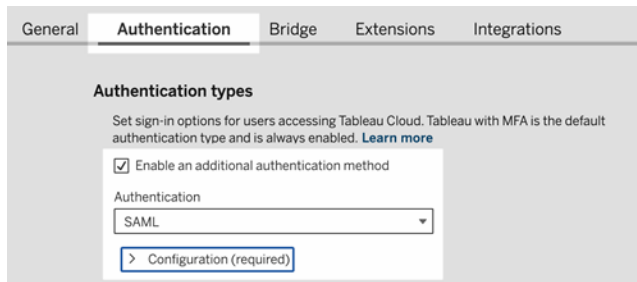 General Authentication Bridge Extensions Integrations
Authentication types
Set sign-in options for users accessing Tableau Cloud. Tableau with MFA is the default
authentication type and is always enabled. Learn more
Enable an additional authentication method
Authentication
SAML
Configuration (required)